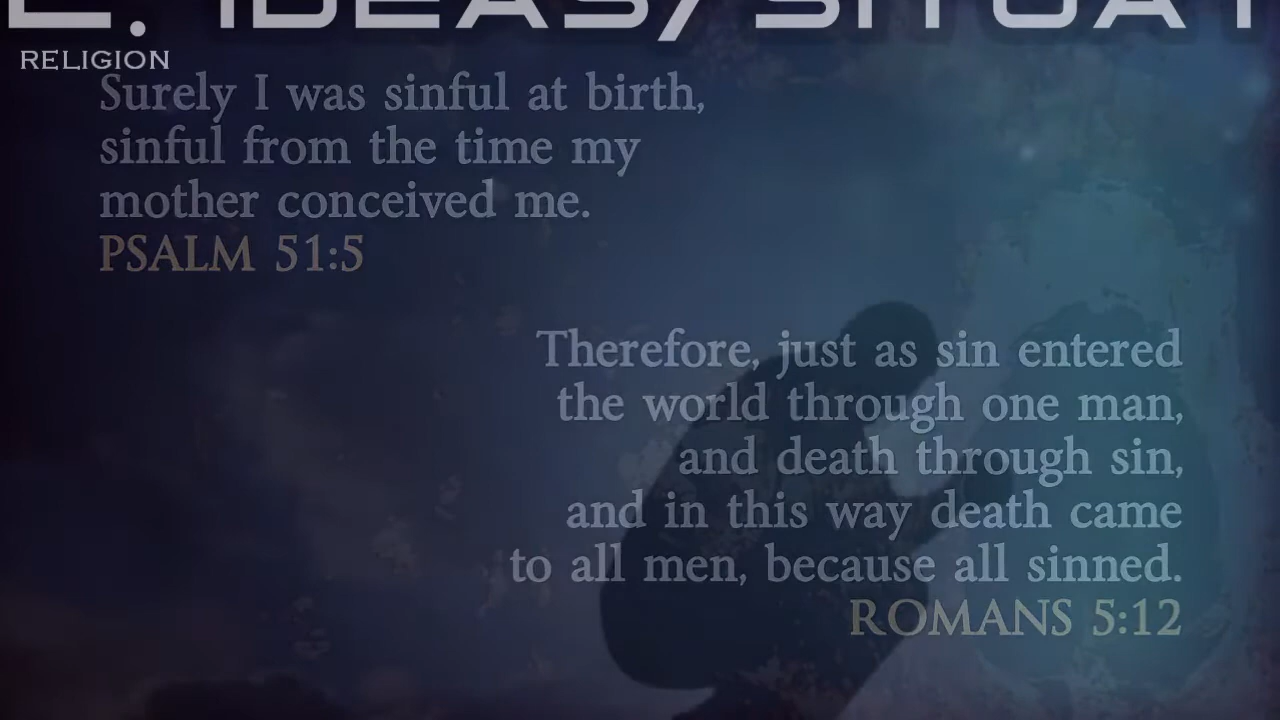 E. IDEAS/SITUAT
RELIGION
Surely I was sinful at birth,
sinful from the time my
mother conceived me.
PSALM 51:5
Therefore, just as sin entered
the world through one man,
and death through sin,
and in this way death came
to all men, because all sinned.
ROMANS 5:12